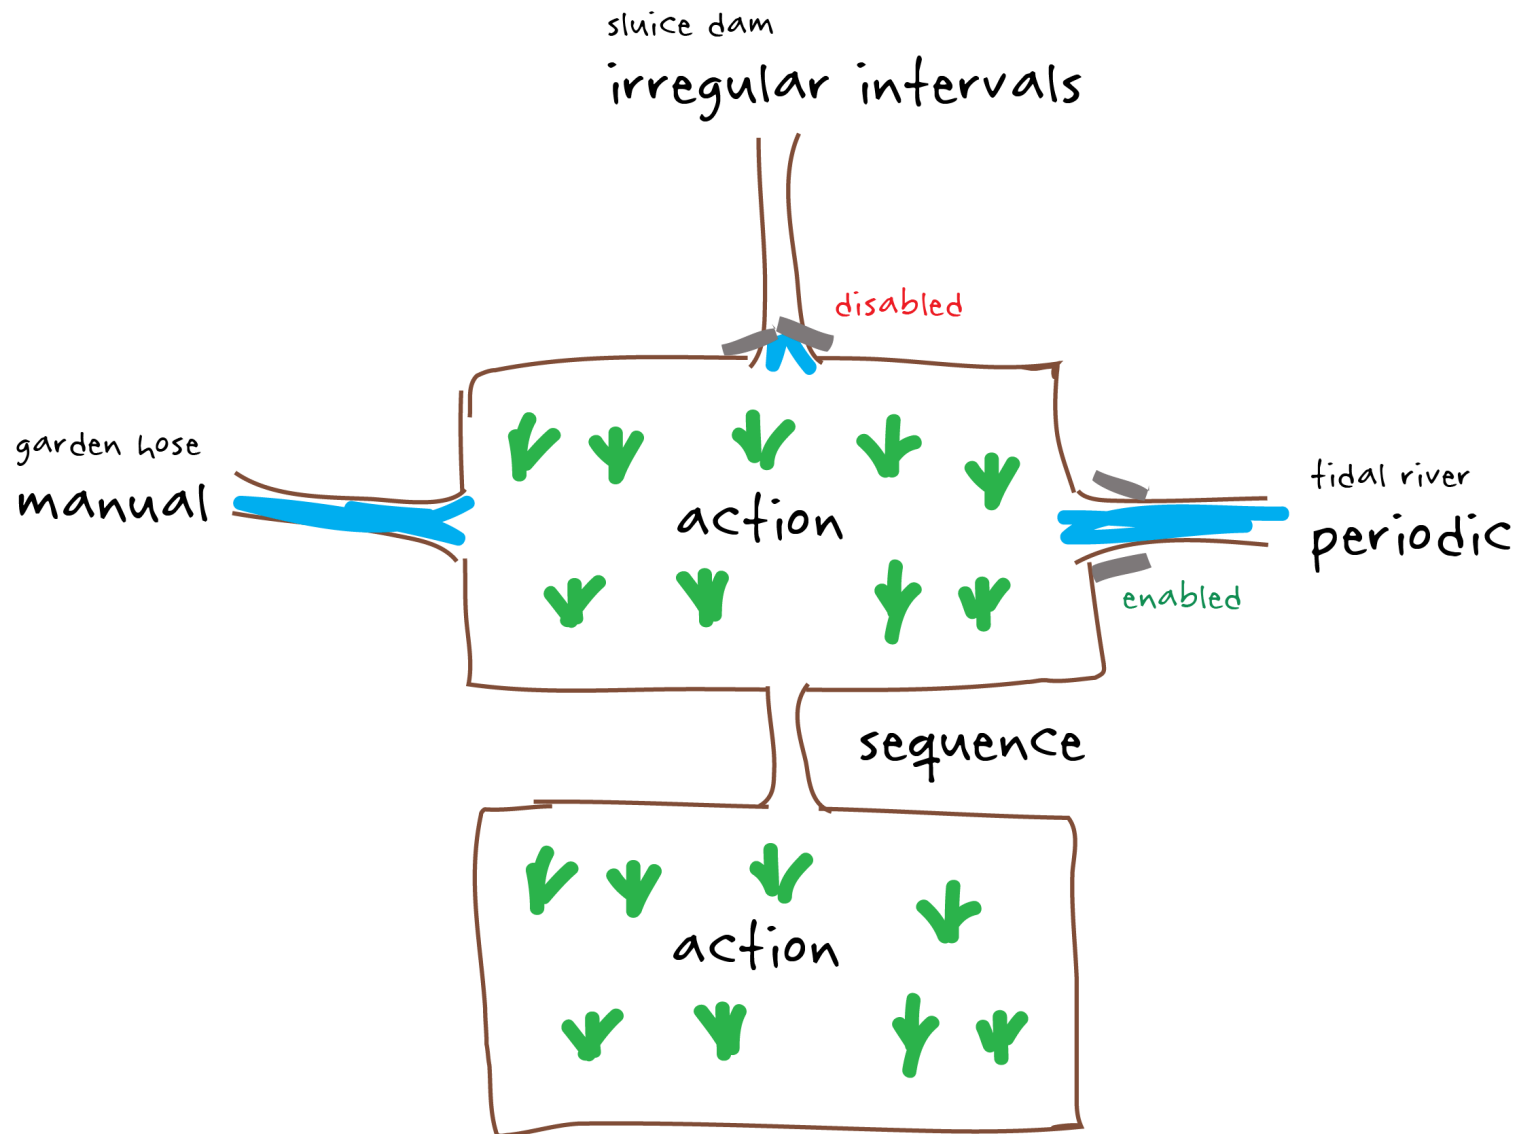 sluice dam
irregular intervals
disabled
garden hose
manual
action
tidal river
periodic
enabled
sequence
action